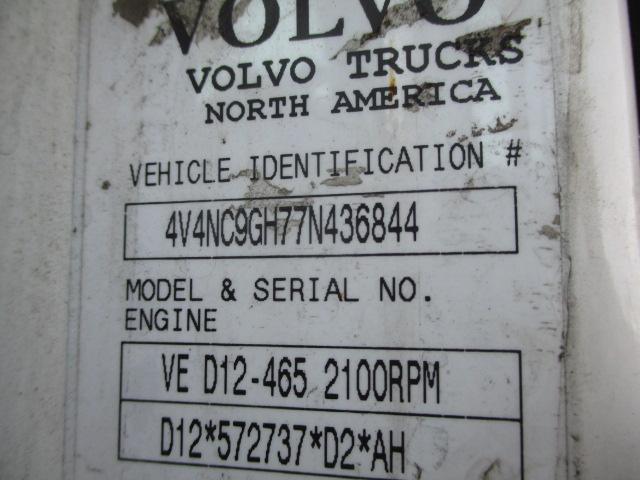 VOLVO
VOLVO TRUCKS
NORTH AMERICA
VEHICLE IDENTIFICATION #
4V4NC9GH77N436844
MODEL & SERIAL NO.
ENGINE
VE D12-465 2100RPM
D12*572737*D2*AH